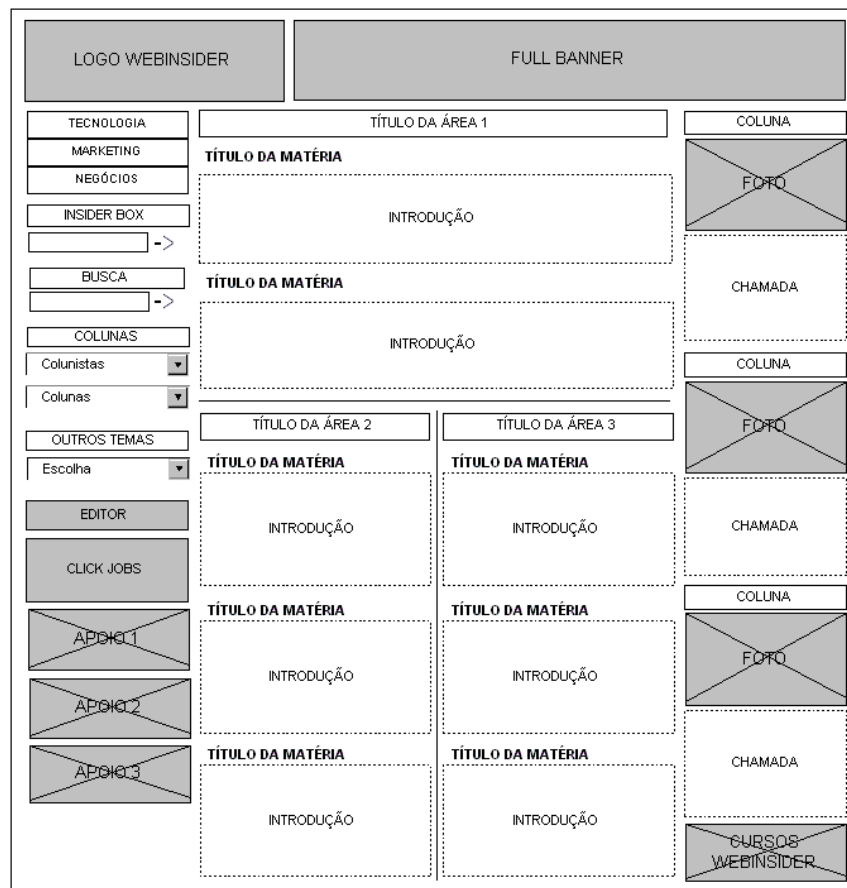 LOGO WEBINSIDER
FULL BANNER
TECNOLOGIA
MARKETING
NEGÓCIOS
INSIDER BOX
->
BUSCA
->
COLUNAS
Colunistas
Colunas
OUTROS TEMAS
Escolha
EDITOR
CLICK JOBS
APOIO 1
APOIO 2
APOIO 3
TÍTULO DA ÁREA 1
TÍTULO DA MATÉRIA
INTRODUÇÃO
TÍTULO DA MATÉRIA
INTRODUÇÃO
TÍTULO DA ÁREA 2
TÍTULO DA MATÉRIA
INTRODUÇÃO
TÍTULO DA MATÉRIA
INTRODUÇÃO
TÍTULO DA MATÉRIA
INTRODUÇÃO
TÍTULO DA ÁREA 3
TÍTULO DA MATÉRIA
INTRODUÇÃO
TÍTULO DA MATÉRIA
INTRODUÇÃO
TÍTULO DA MATÉRIA
INTRODUÇÃO
COLUNA
FOTO
CHAMADA
COLUNA
FOTO
CHAMADA
COLUNA
FOTO
CHAMADA
CURSOS
WEBINSIDER